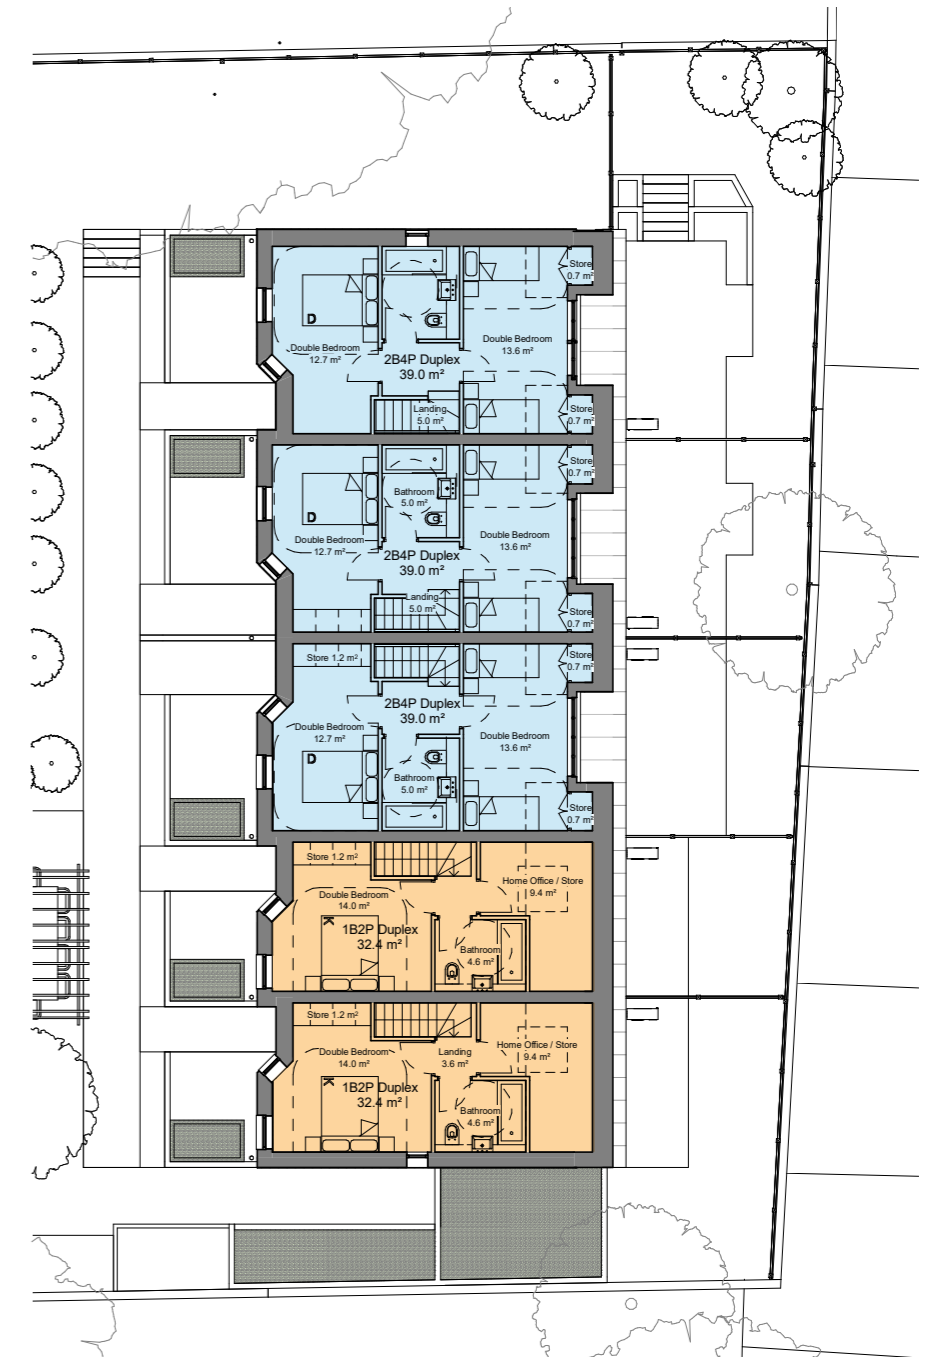 Store
0.7 m²
D
Double Bedroom
12.7 m²
Double Bedroom
13.6 m²
2B4P Duplex
39.0 m²
Landing
5.0 m²
Store
0.7 m²
Store
0.7 m²
Bathroom
5.0 m²
D
Double Bedroom
12.7 m²
Double Bedroom
13.6 m²
2B4P Duplex
39.0 m²
Landing
5.0 m²
Store
0.7 m²
Store 1.2 m²
Store
0.7 m²
2B4P Duplex
39.0 m²
Double Bedroom
12.7 m²
Double Bedroom
13.6 m²
D
Bathroom
5.0 m²
Store
0.7 m²
Store 1.2 m²
Double Bedroom
14.0 m²
Home Office / Store
9.4 m²
K
1B2P Duplex
32.4 m²
Bathroom
4.6 m²
Store 1.2 m²
Double Bedroom
14.0 m²
Landing
3.6 m²
Home Office / Store
9.4 m²
K
1B2P Duplex
32.4 m²
Bathroom
4.6 m²